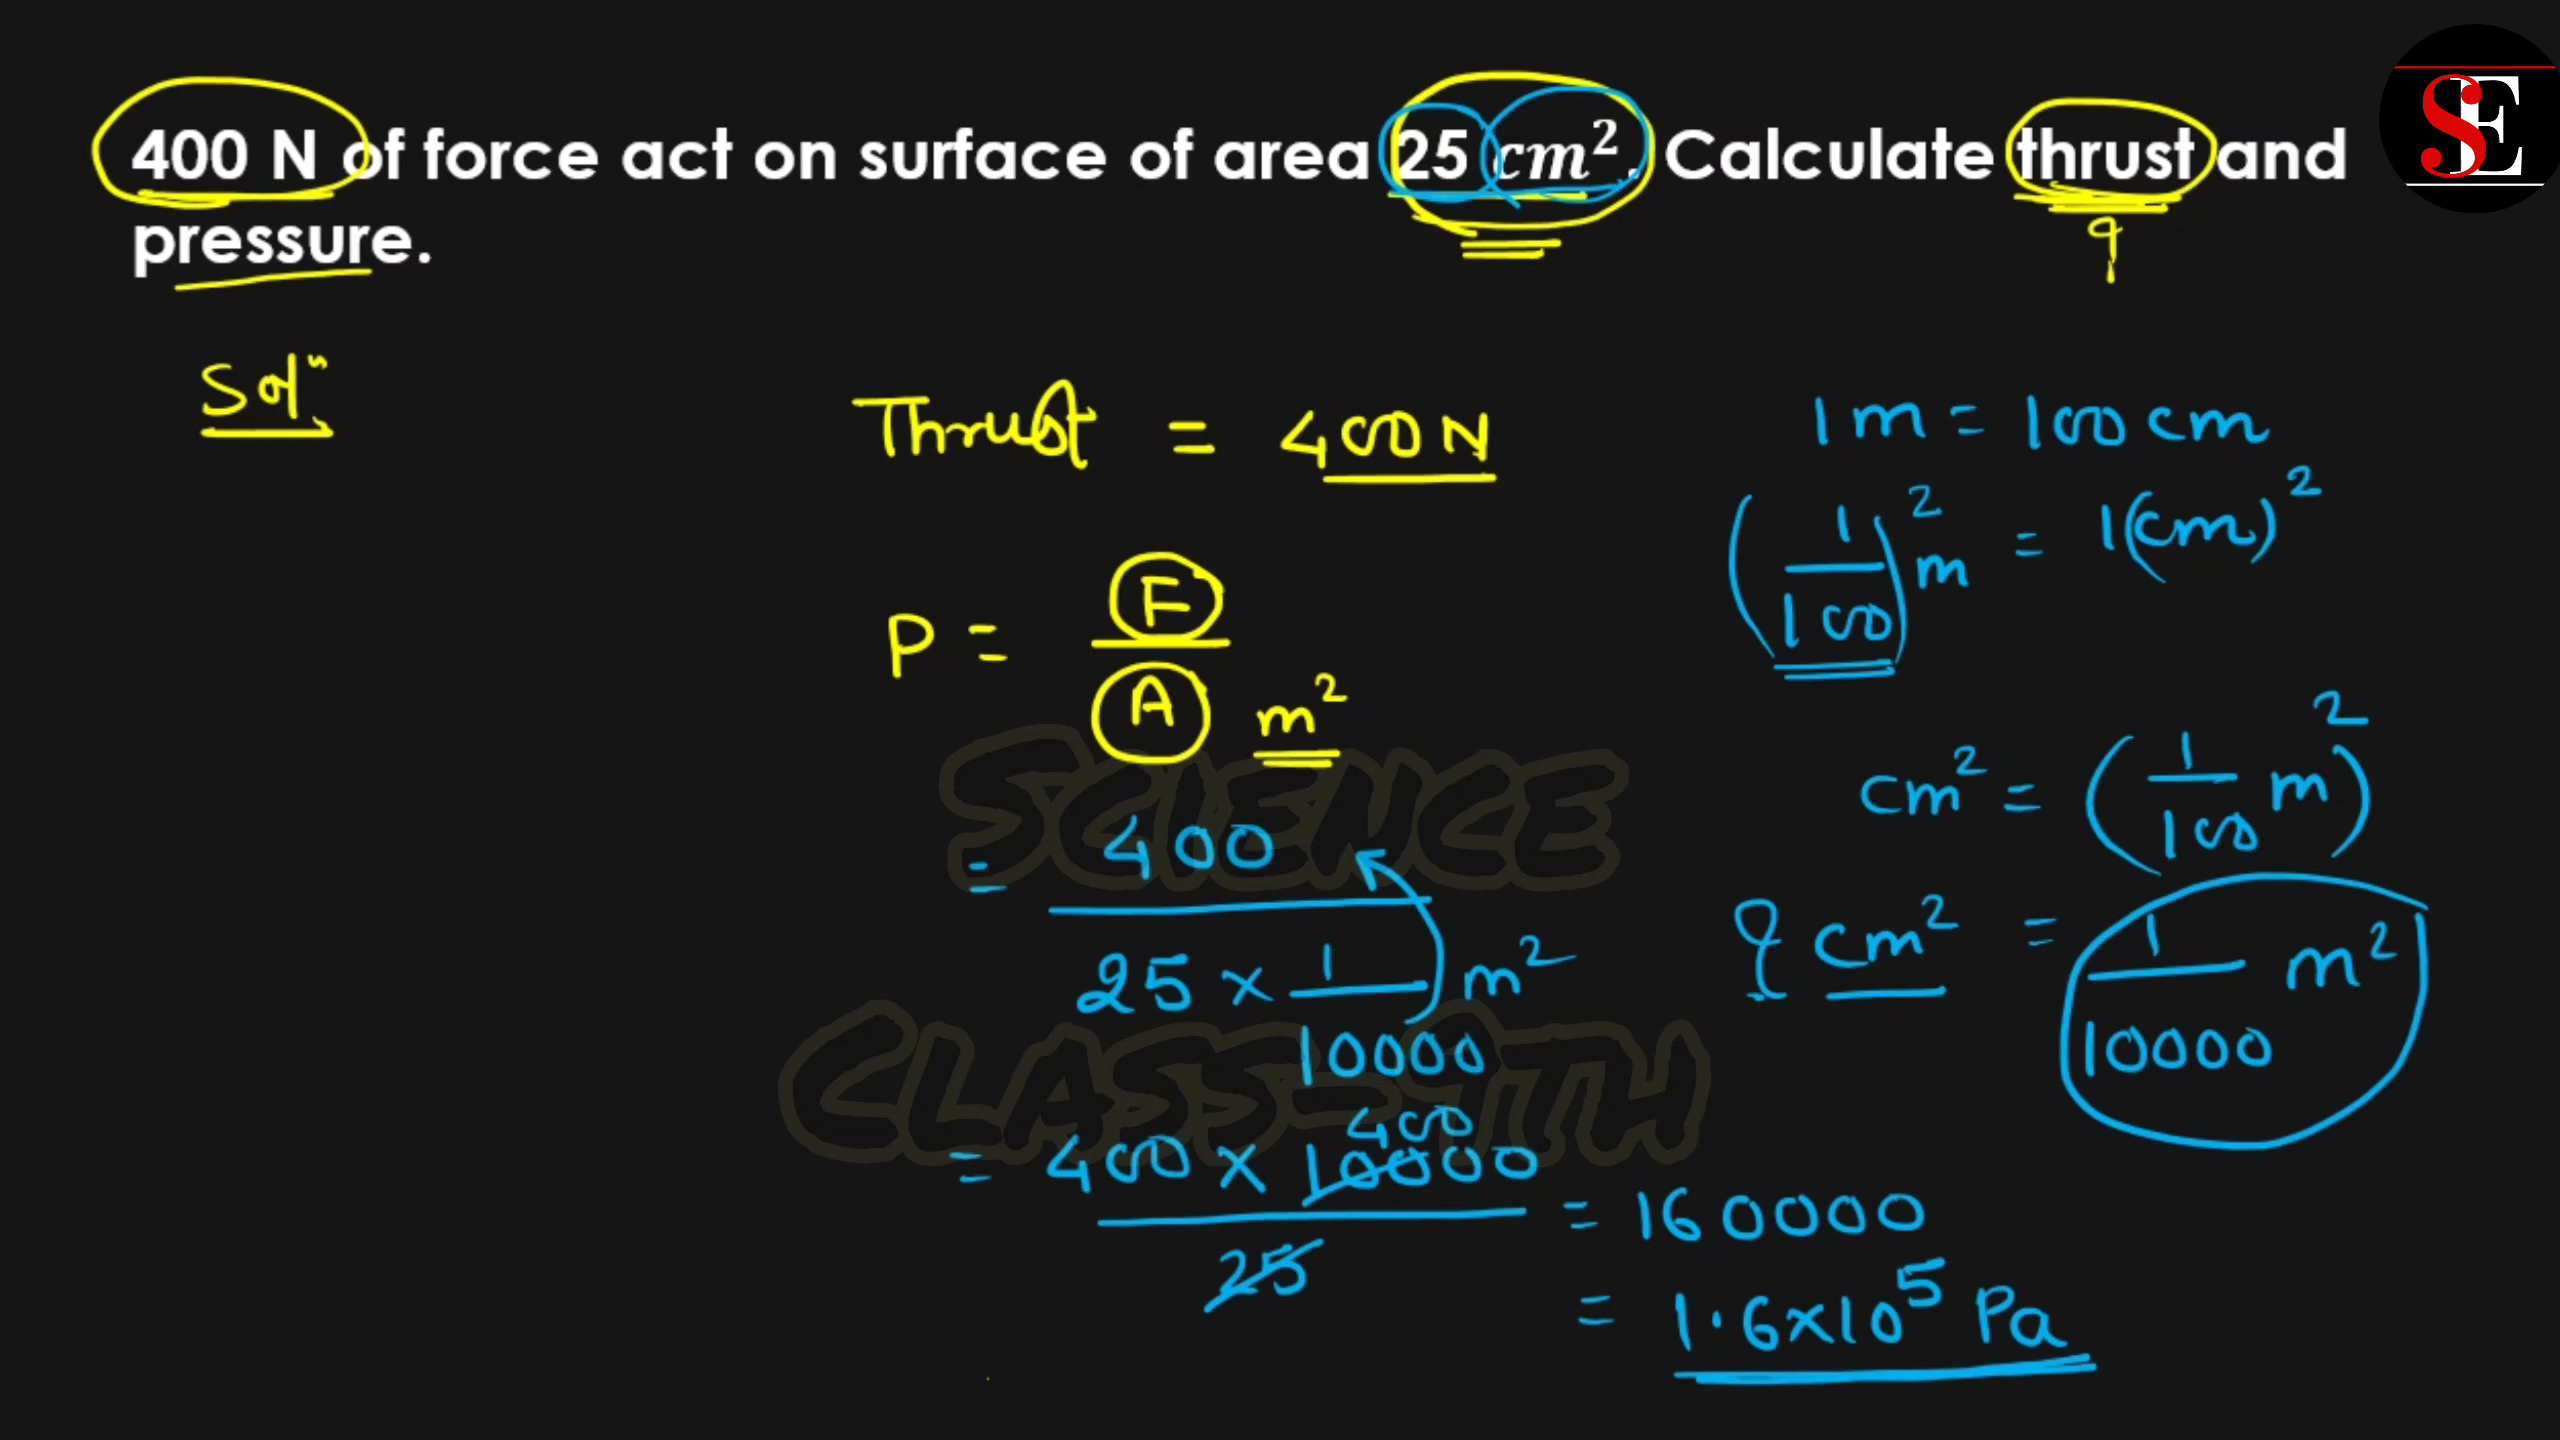 400 N of force act on surface of area 25 cm². Calculate thrust and
pressure.
SE
Solⁿ
Thrust = 400 N
P = F/A m²
= 400 / 25 × 1/10000 m²
= 400 × 10000 / 25
400
= 160000
= 1.6×10⁵ Pa
1 m = 100 cm
(1/100)² m = 1(cm)²
cm² = (1/100 m)²
cm² = 1/10000 m²
SCIENCE
CLASS-9TH